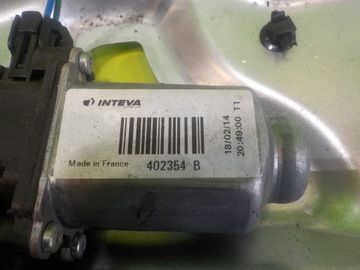 INTEVA
Made in France
402354 B
18/02/14
20:49:00 T1